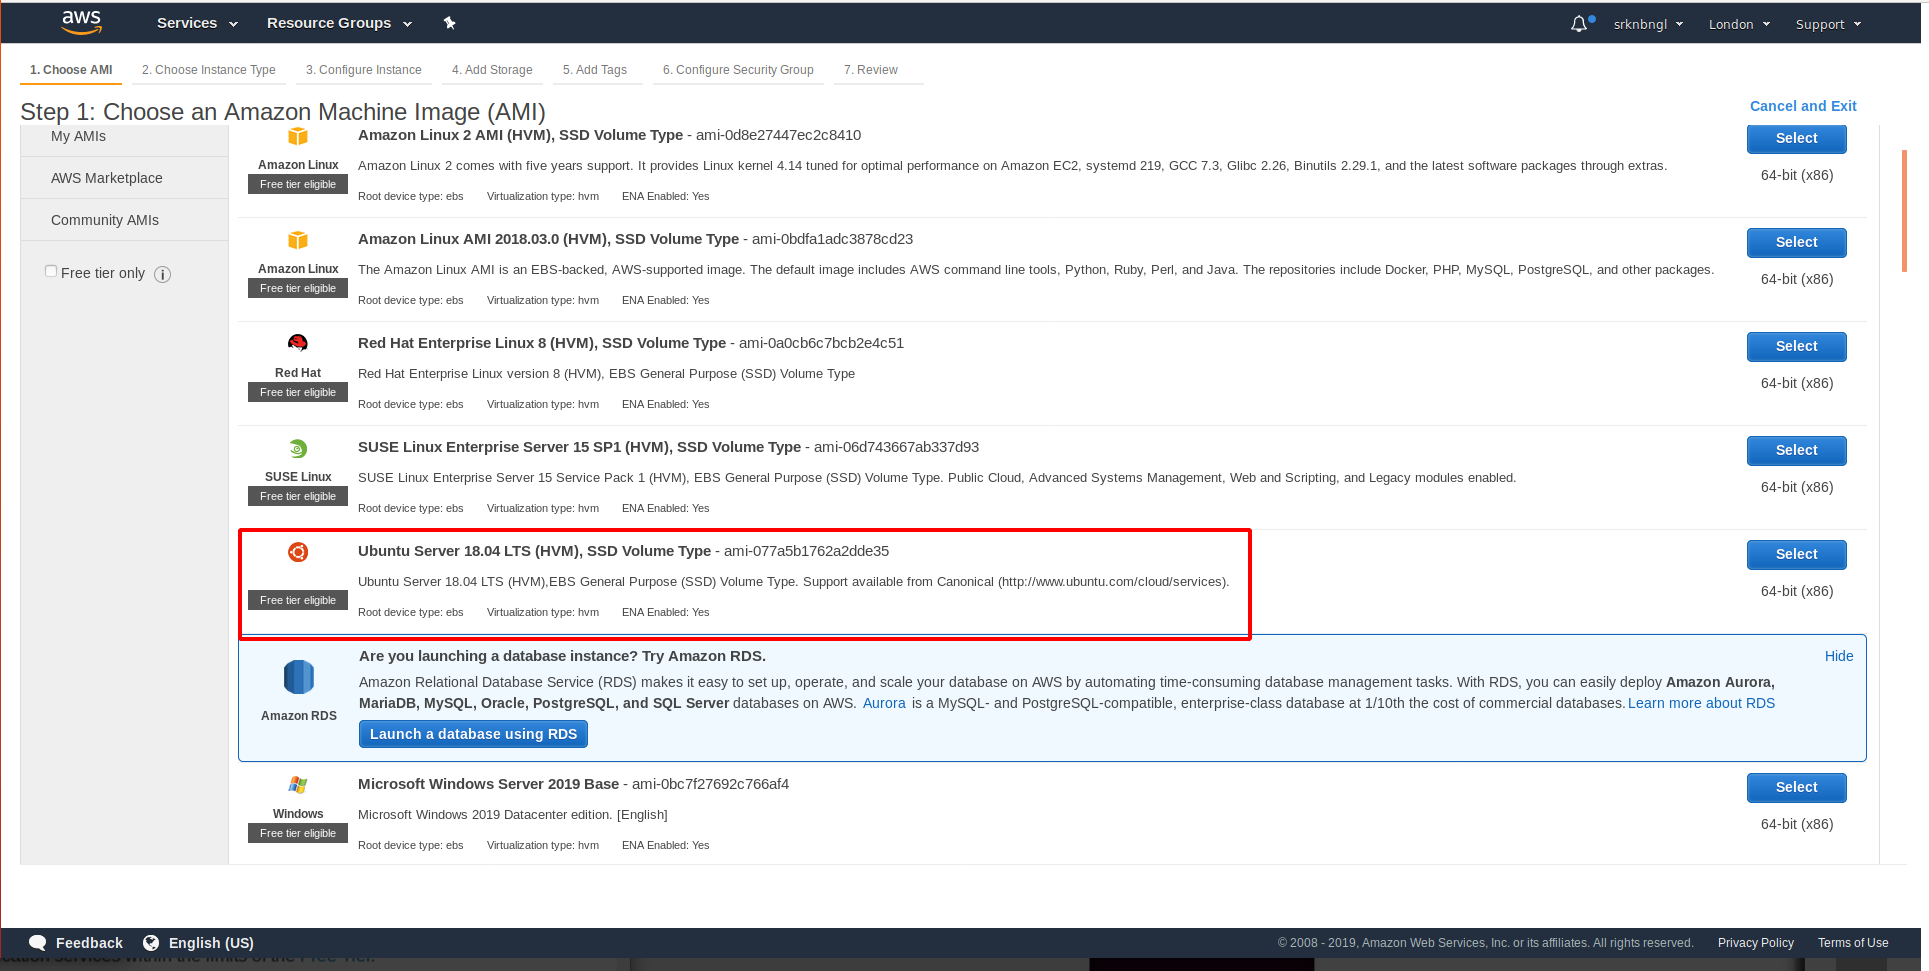 aws Services Resource Groups srknbngl London Support
1. Choose AMI 2. Choose Instance Type 3. Configure Instance 4. Add Storage 5. Add Tags 6. Configure Security Group 7. Review
Step 1: Choose an Amazon Machine Image (AMI)
Cancel and Exit
My AMIs
AWS Marketplace
Community AMIs
Free tier only
Amazon Linux 2 AMI (HVM), SSD Volume Type - ami-0d8e27447ec2c8410
Select
Amazon Linux
Free tier eligible
Amazon Linux 2 comes with five years support. It provides Linux kernel 4.14 tuned for optimal performance on Amazon EC2, systemd 219, GCC 7.3, Glibc 2.26, Binutils 2.29.1, and the latest software packages through extras.
64-bit (x86)
Root device type: ebs Virtualization type: hvm ENA Enabled: Yes
Amazon Linux AMI 2018.03.0 (HVM), SSD Volume Type - ami-0bdfa1adc3878cd23
Select
Amazon Linux
Free tier eligible
The Amazon Linux AMI is an EBS-backed, AWS-supported image. The default image includes AWS command line tools, Python, Ruby, Perl, and Java. The repositories include Docker, PHP, MySQL, PostgreSQL, and other packages.
64-bit (x86)
Root device type: ebs Virtualization type: hvm ENA Enabled: Yes
Red Hat Enterprise Linux 8 (HVM), SSD Volume Type - ami-0a0cb6c7bcb2e4c51
Select
Red Hat
Free tier eligible
Red Hat Enterprise Linux version 8 (HVM), EBS General Purpose (SSD) Volume Type
64-bit (x86)
Root device type: ebs Virtualization type: hvm ENA Enabled: Yes
SUSE Linux Enterprise Server 15 SP1 (HVM), SSD Volume Type - ami-06d743667ab337d93
Select
SUSE Linux
Free tier eligible
SUSE Linux Enterprise Server 15 Service Pack 1 (HVM), EBS General Purpose (SSD) Volume Type. Public Cloud, Advanced Systems Management, Web and Scripting, and Legacy modules enabled.
64-bit (x86)
Root device type: ebs Virtualization type: hvm ENA Enabled: Yes
Ubuntu Server 18.04 LTS (HVM), SSD Volume Type - ami-077a5b1762a2dde35
Select
Free tier eligible
Ubuntu Server 18.04 LTS (HVM),EBS General Purpose (SSD) Volume Type. Support available from Canonical (http://www.ubuntu.com/cloud/services).
64-bit (x86)
Root device type: ebs Virtualization type: hvm ENA Enabled: Yes
Are you launching a database instance? Try Amazon RDS.
Hide
Amazon RDS
Amazon Relational Database Service (RDS) makes it easy to set up, operate, and scale your database on AWS by automating time-consuming database management tasks. With RDS, you can easily deploy Amazon Aurora,
MariaDB, MySQL, Oracle, PostgreSQL, and SQL Server databases on AWS. Aurora is a MySQL- and PostgreSQL-compatible, enterprise-class database at 1/10th the cost of commercial databases. Learn more about RDS
Launch a database using RDS
Microsoft Windows Server 2019 Base - ami-0bc7f27692c766af4
Select
Windows
Free tier eligible
Microsoft Windows 2019 Datacenter edition. [English]
64-bit (x86)
Root device type: ebs Virtualization type: hvm ENA Enabled: Yes
Feedback English (US) © 2008 - 2019, Amazon Web Services, Inc. or its affiliates. All rights reserved. Privacy Policy Terms of Use